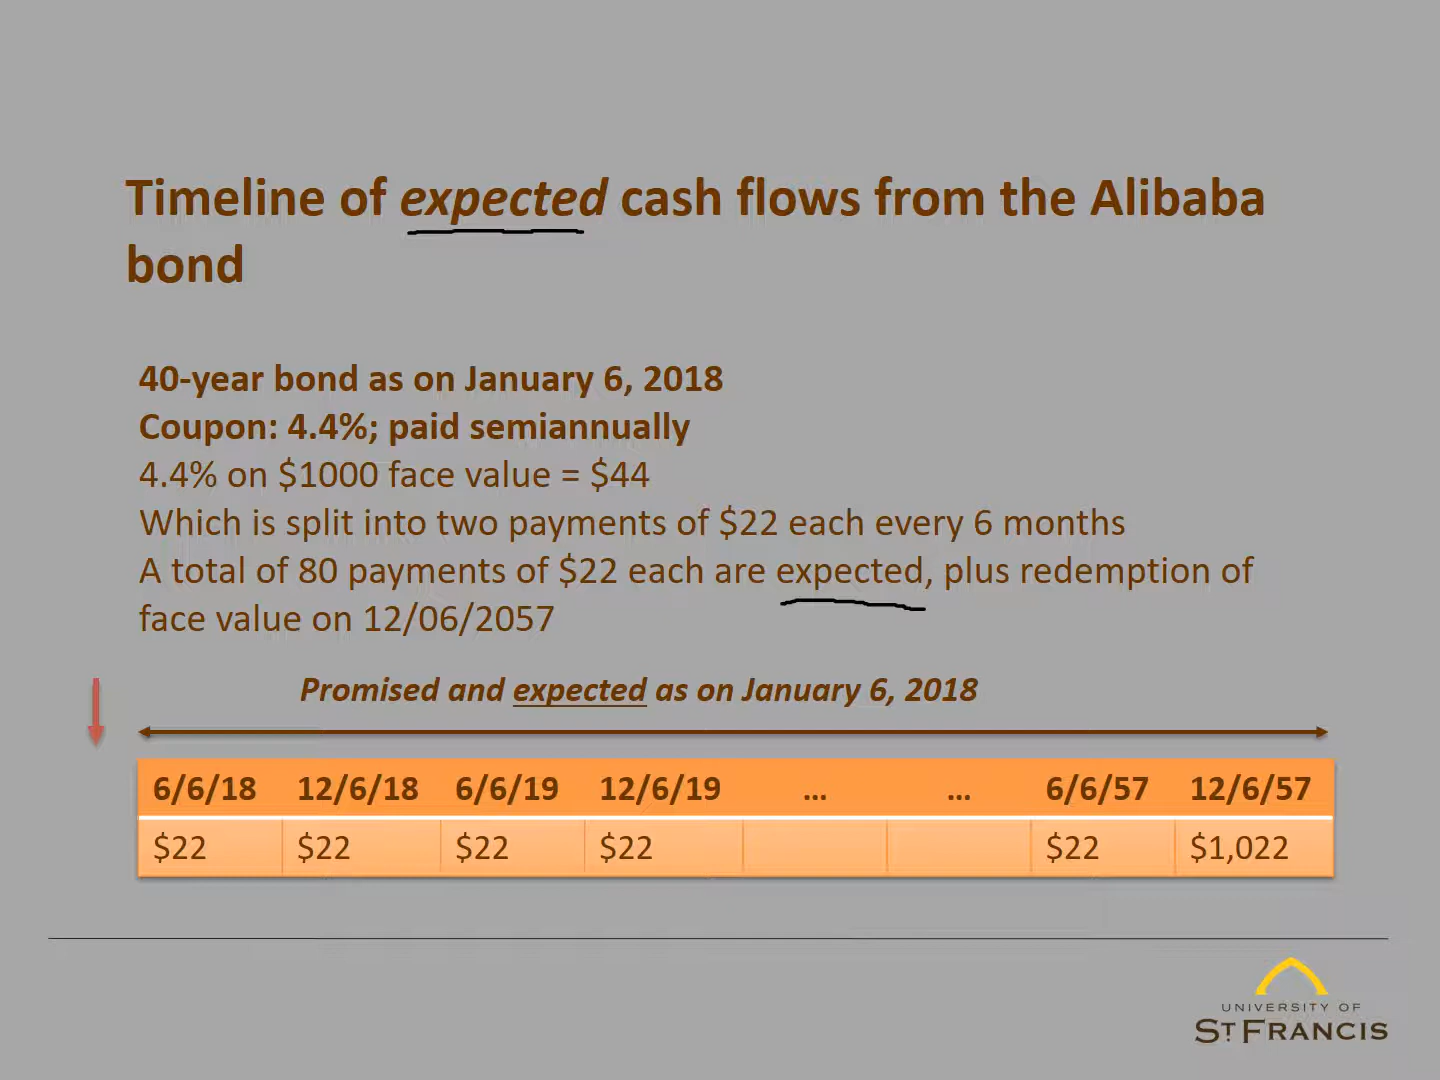 Timeline of expected cash flows from the Alibaba
bond
40-year bond as on January 6, 2018
Coupon: 4.4%; paid semiannually
4.4% on $1000 face value = $44
Which is split into two payments of $22 each every 6 months
A total of 80 payments of $22 each are expected, plus redemption of
face value on 12/06/2057
Promised and expected as on January 6, 2018
6/6/18 12/6/18 6/6/19 12/6/19 ... ... 6/6/57 12/6/57
$22 $22 $22 $22 $22 $1,022
UNIVERSITY OF
ST. FRANCIS